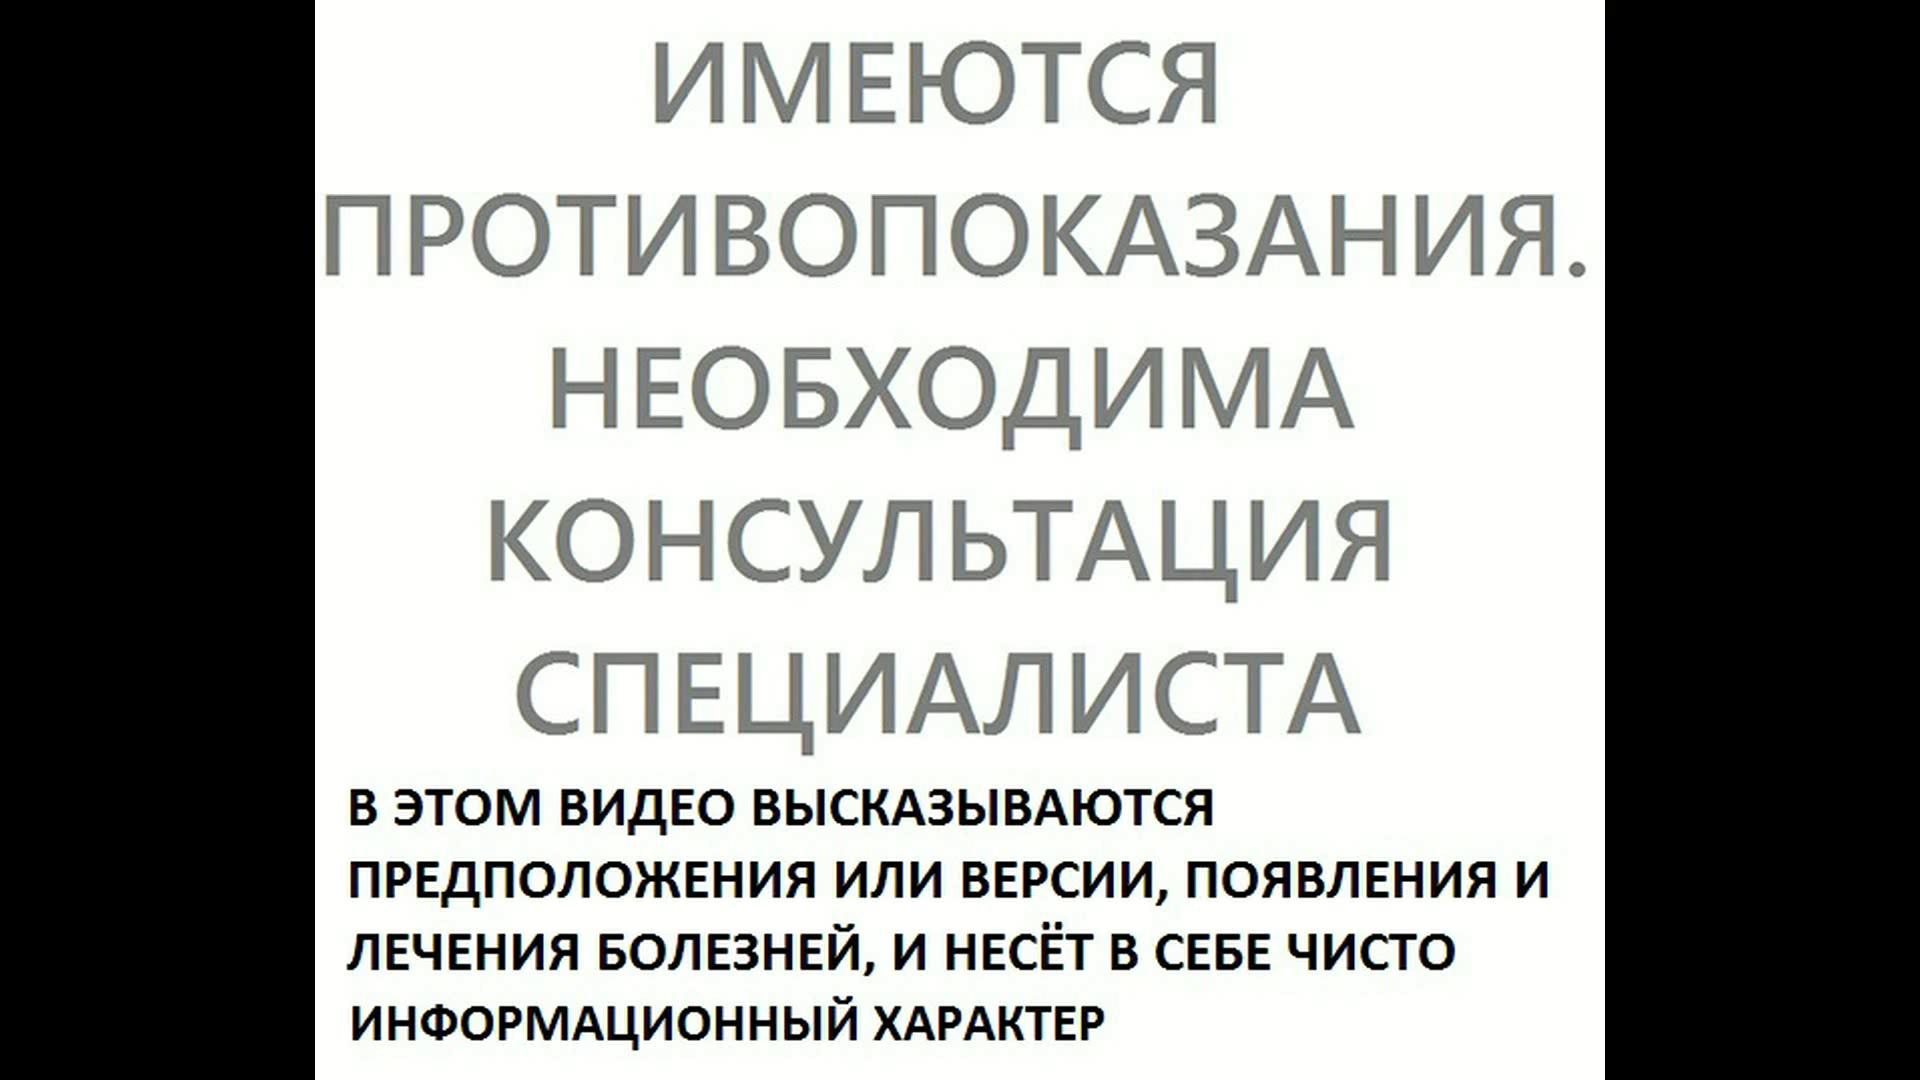 ИМЕЮТСЯ
ПРОТИВОПОКАЗАНИЯ.
НЕОБХОДИМА
КОНСУЛЬТАЦИЯ
СПЕЦИАЛИСТА
В ЭТОМ ВИДЕО ВЫСКАЗЫВАЮТСЯ
ПРЕДПОЛОЖЕНИЯ ИЛИ ВЕРСИИ, ПОЯВЛЕНИЯ И
ЛЕЧЕНИЯ БОЛЕЗНЕЙ, И НЕСЁТ В СЕБЕ ЧИСТО
ИНФОРМАЦИОННЫЙ ХАРАКТЕР